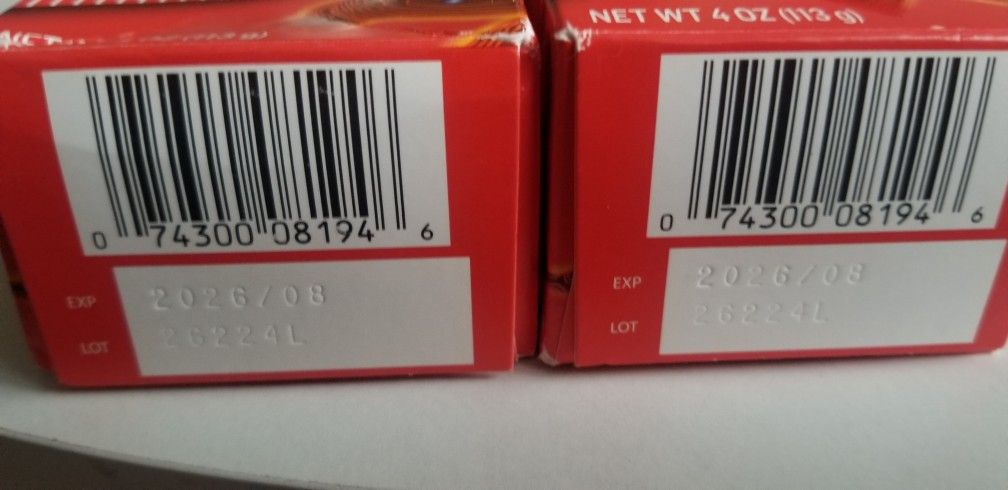 (113 g)
NET WT 4 OZ (113 g)
0 74300 08194 6
0 74300 08194 6
EXP 2026/08
LOT 26224L
EXP 2026/08
LOT 26224L